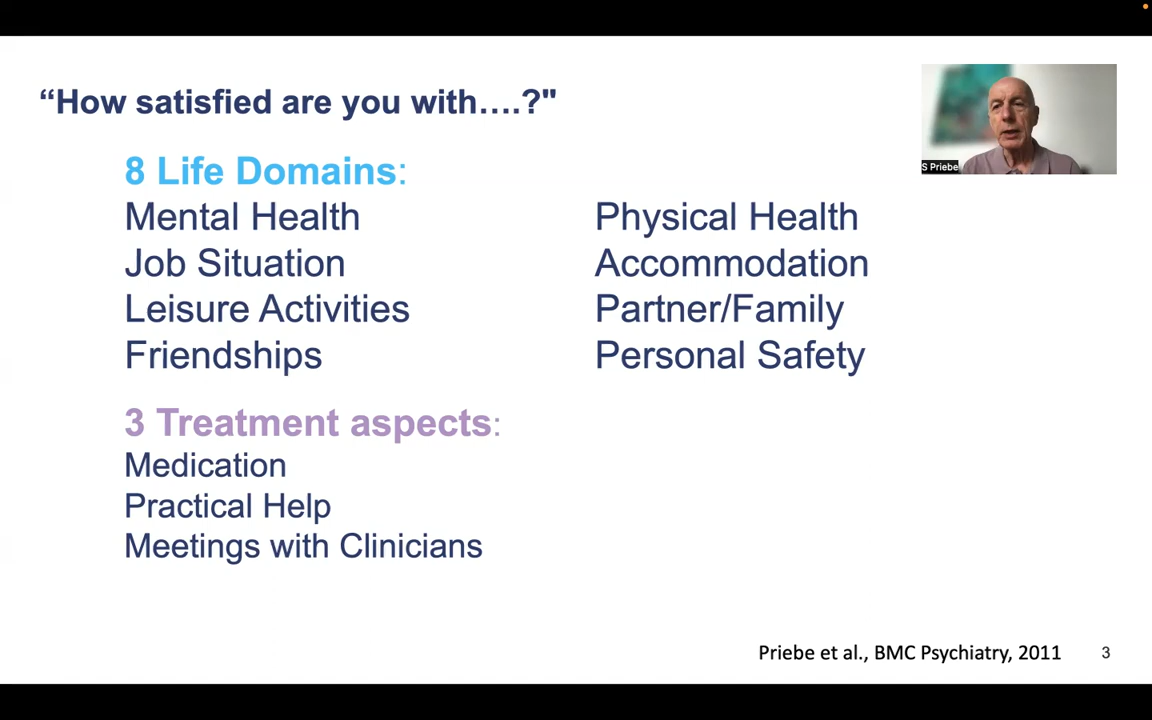 “How satisfied are you with….?"
S Priebe
8 Life Domains:
Mental Health
Physical Health
Job Situation
Accommodation
Leisure Activities
Partner/Family
Friendships
Personal Safety
3 Treatment aspects:
Medication
Practical Help
Meetings with Clinicians
Priebe et al., BMC Psychiatry, 2011
3